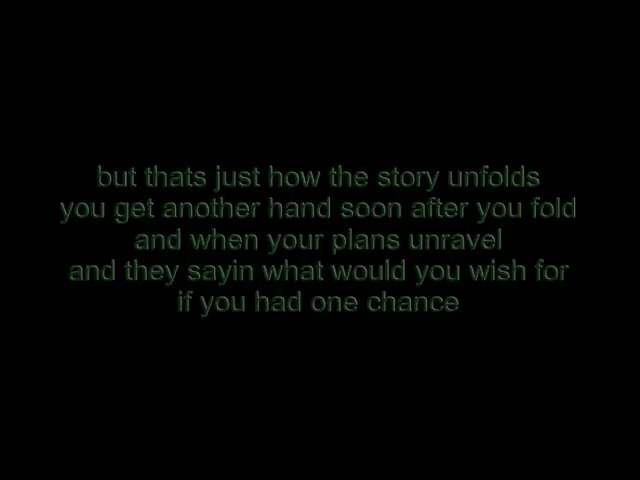 but thats just how the story unfolds
you get another hand soon after you fold
and when your plans unravel
and they sayin what would you wish for
if you had one chance